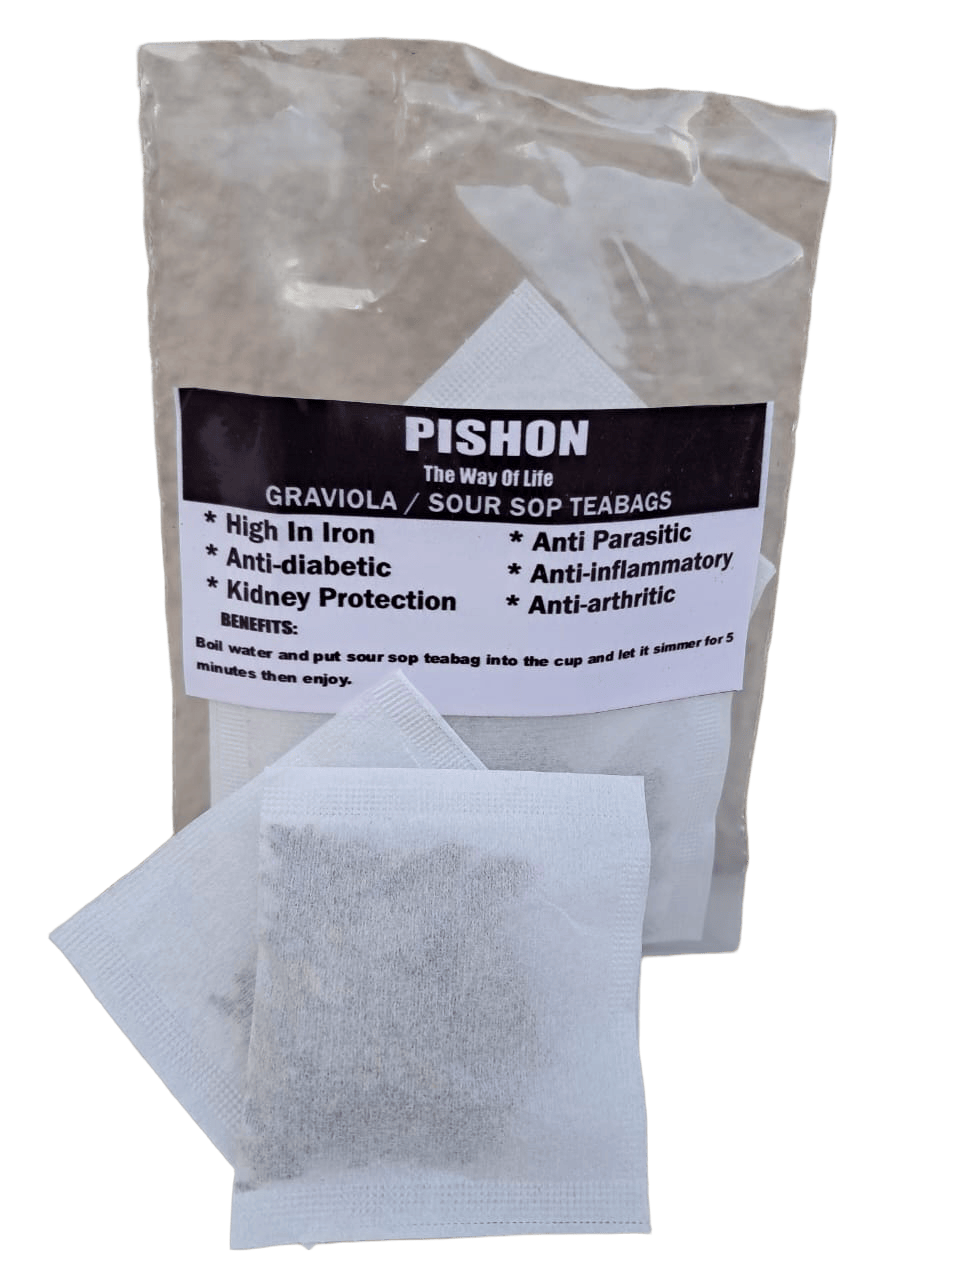 PISHON
The Way Of Life
GRAVIOLA / SOUR SOP TEABAGS
* High In Iron
* Anti-diabetic
* Kidney Protection
* Anti Parasitic
* Anti-inflammatory
* Anti-arthritic
BENEFITS:
Boil water and put sour sop teabag into the cup and let it simmer for 5
minutes then enjoy.